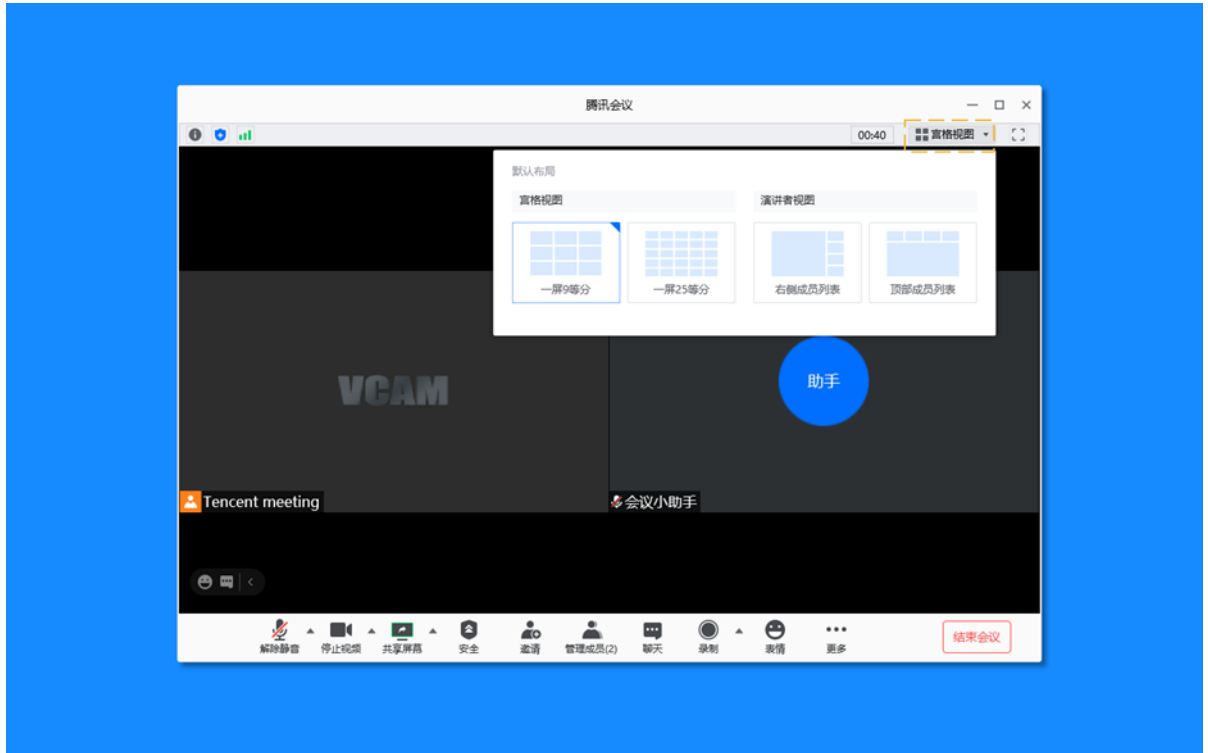 腾讯会议
00:40
宫格视图
默认布局
宫格视图
演讲者视图
一屏9等分
一屏25等分
右侧成员列表
顶部成员列表
VCAM
助手
Tencent meeting
会议小助手
解除静音
停止视频
共享屏幕
安全
邀请
管理成员(2)
聊天
录制
表情
更多
结束会议